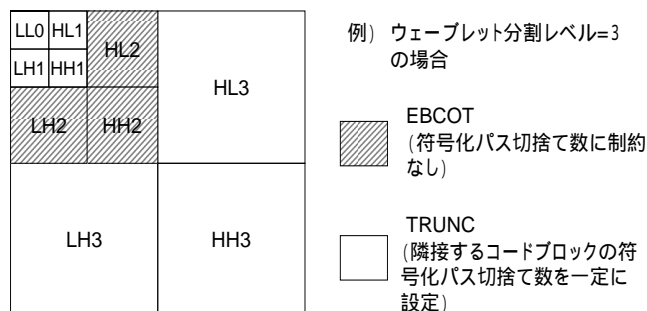 LL0 HL1
LH1 HH1
HL2
LH2 HH2
HL3
LH3 HH3
例) ウェーブレット分割レベル=3
の場合
EBCOT
(符号化パス切捨て数に制約
なし)
TRUNC
(隣接するコードブロックの符
号化パス切捨て数を一定に
設定)